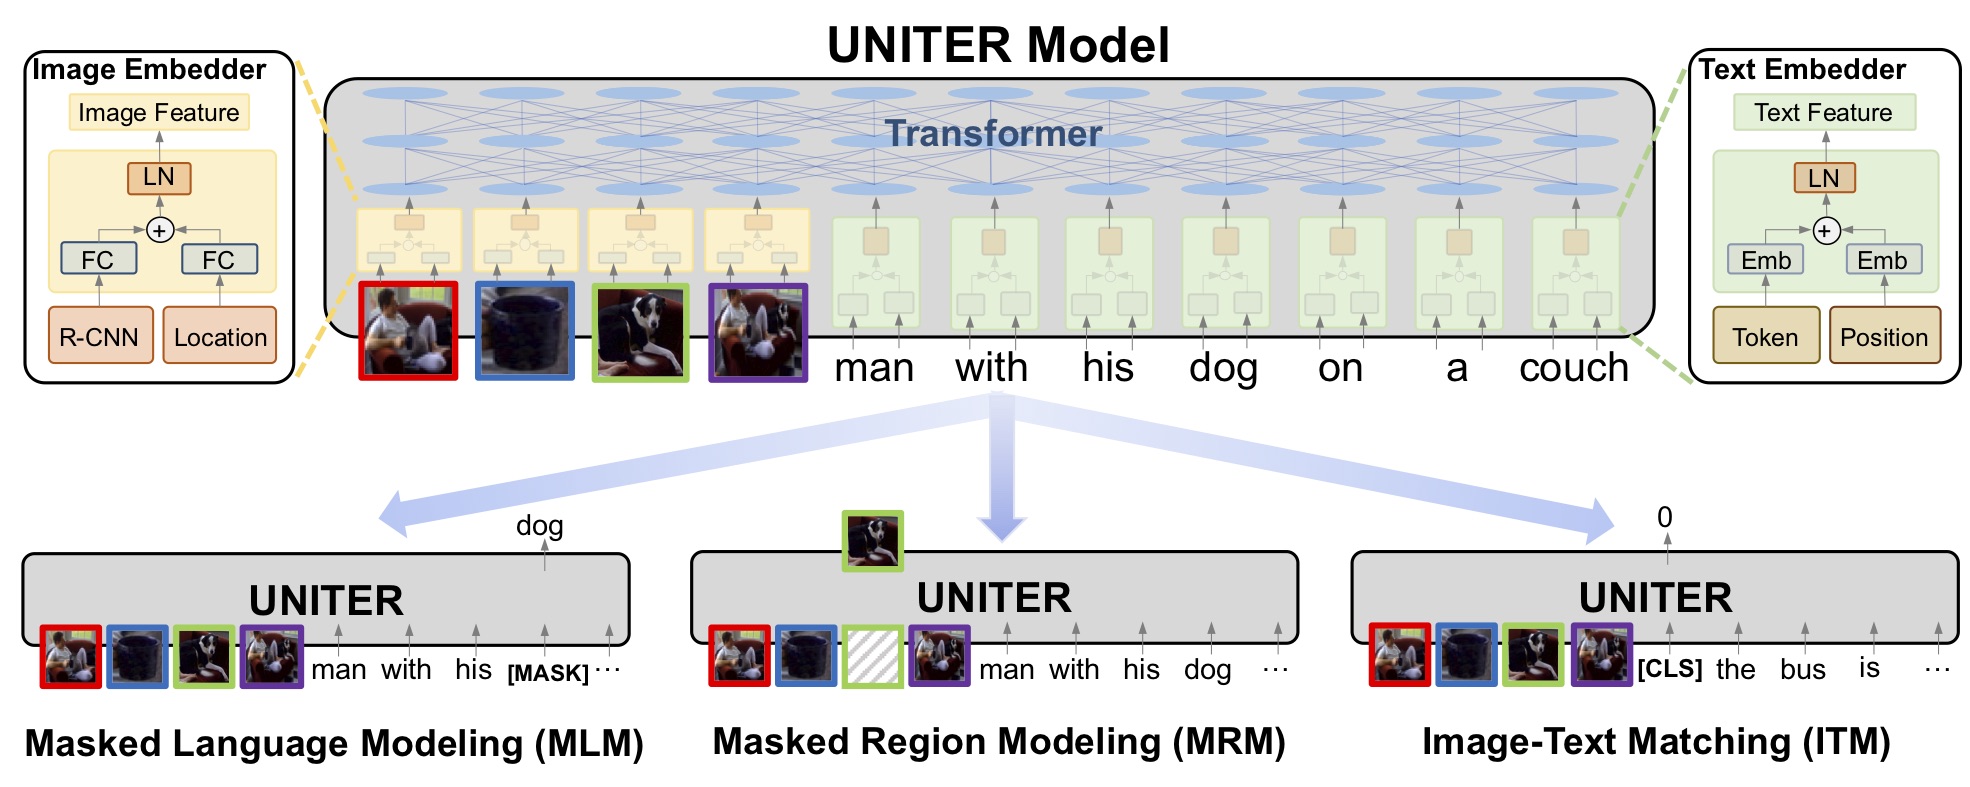 UNITER Model
Image Embedder
Image Feature
LN
+
FC
FC
R-CNN
Location
Transformer
man with his dog on a couch
Text Embedder
Text Feature
LN
+
Emb
Emb
Token
Position
dog
UNITER
man with his [MASK] ...
Masked Language Modeling (MLM)
UNITER
man with his dog ...
Masked Region Modeling (MRM)
0
UNITER
[CLS] the bus is ...
Image-Text Matching (ITM)